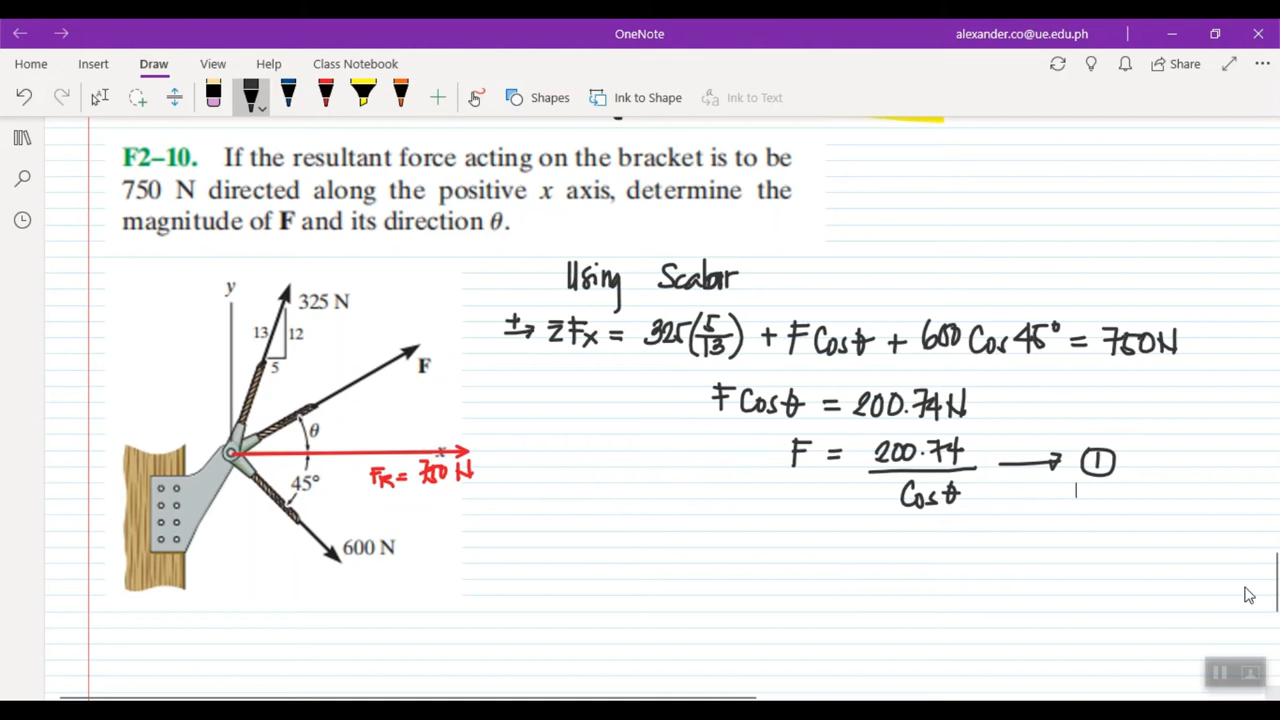 OneNote
alexander.co@ue.edu.ph
Home Insert Draw View Help Class Notebook
Share
Shapes Ink to Shape Ink to Text
F2–10. If the resultant force acting on the bracket is to be
750 N directed along the positive x axis, determine the
magnitude of F and its direction θ.
Using Scalar
y
325 N
13 12
5
+→ ΣFx = 325(5/13) + F Cos θ + 600 Cos 45° = 750N
F
F Cos θ = 200.74 N
θ
x
F = 200.74 / Cos θ → ①
FR = 750 N
45°
600 N